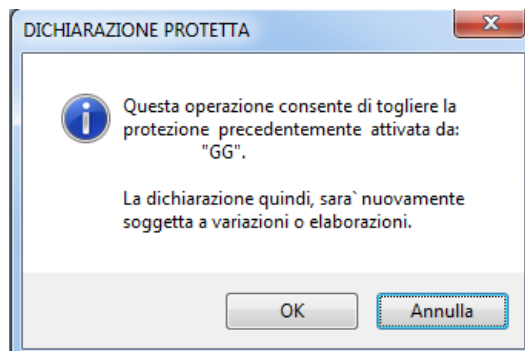 DICHIARAZIONE PROTETTA
Questa operazione consente di togliere la
protezione precedentemente attivata da:
"GG".
La dichiarazione quindi, sara` nuovamente
soggetta a variazioni o elaborazioni.
OK
Annulla